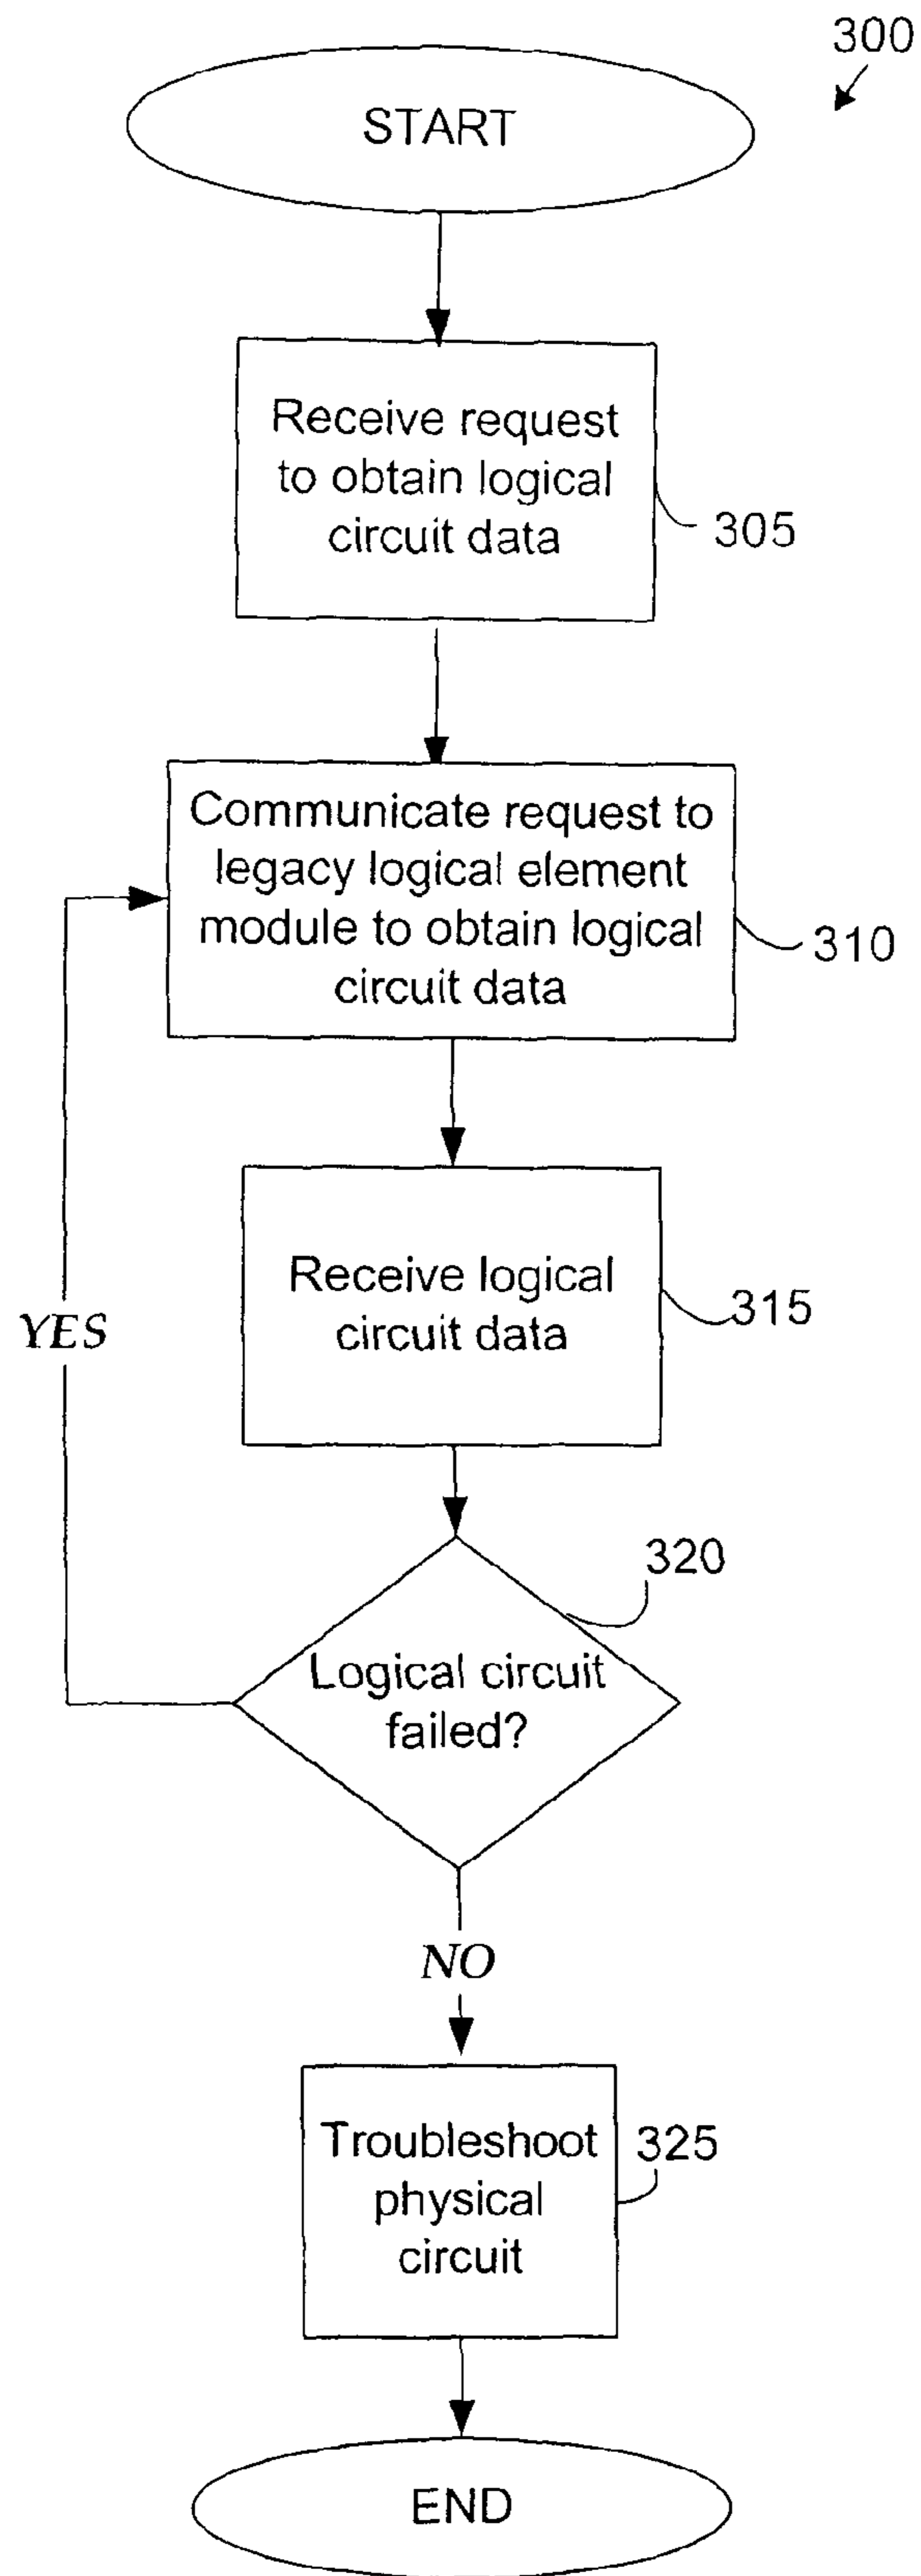 300
START
Receive request
to obtain logical
circuit data
305
Communicate request to
legacy logical element
module to obtain logical
circuit data
310
Receive logical
circuit data
315
YES
320
Logical circuit
failed?
NO
Troubleshoot
physical
circuit
325
END